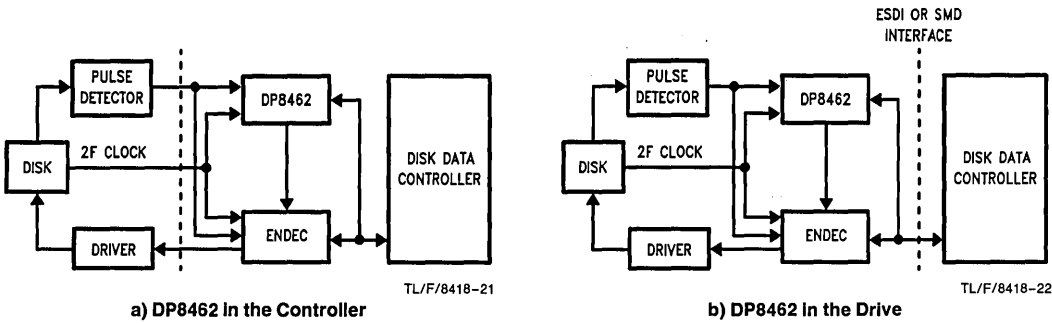 PULSE
DETECTOR
DP8462
DISK
2F CLOCK
DISK DATA
CONTROLLER
DRIVER
ENDEC
TL/F/8418-21
a) DP8462 in the Controller
ESDI OR SMD
INTERFACE
PULSE
DETECTOR
DP8462
DISK
2F CLOCK
DISK DATA
CONTROLLER
DRIVER
ENDEC
TL/F/8418-22
b) DP8462 in the Drive